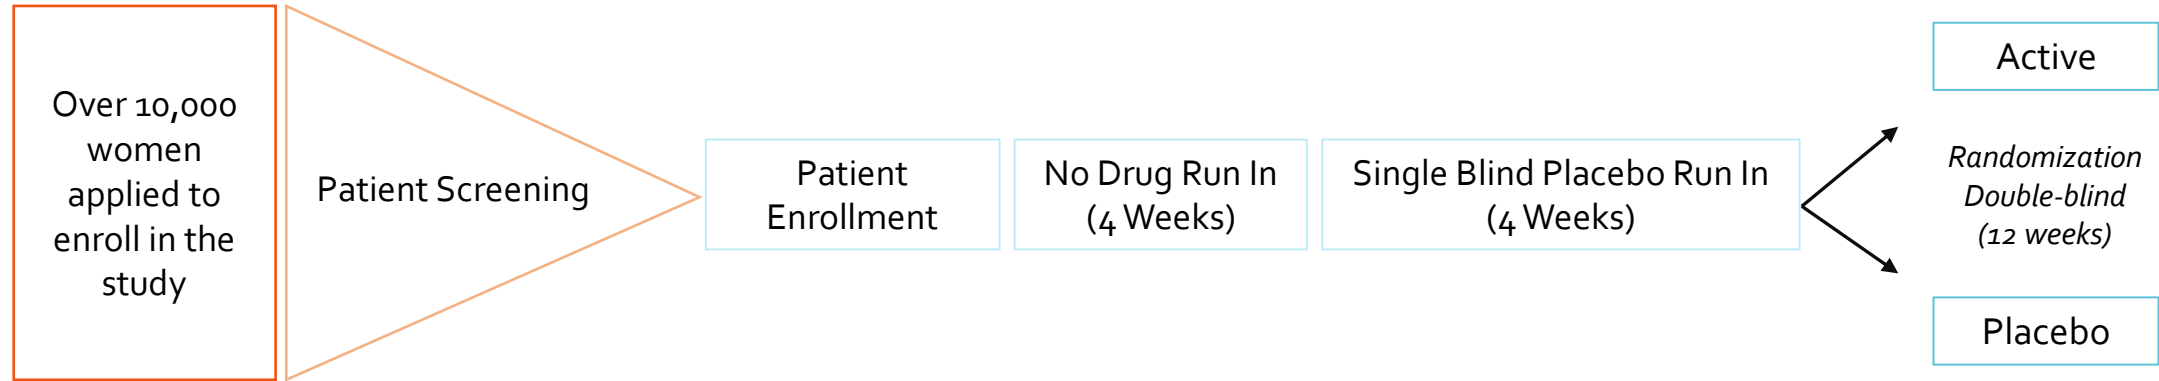 Over 10,000
women
applied to
enroll in the
study
Patient Screening
Patient
Enrollment
No Drug Run In
(4 Weeks)
Single Blind Placebo Run In
(4 Weeks)
Active
Randomization
Double-blind
(12 weeks)
Placebo